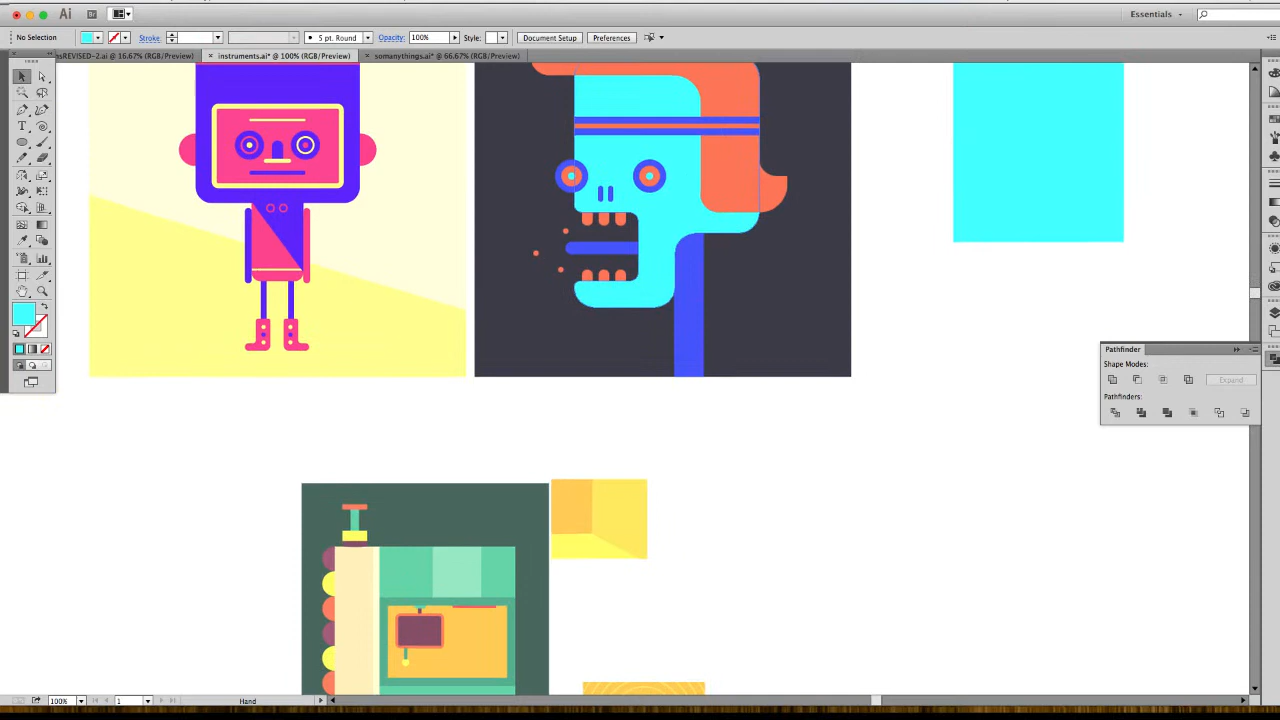 Ai Br Essentials
No Selection Stroke: 5 pt. Round Opacity: 100% Style: Document Setup Preferences
nsREVISED-2.ai @ 16.67% (RGB/Preview) × instruments.ai* @ 100% (RGB/Preview) × somanythings.ai* @ 66.67% (RGB/Preview)
Pathfinder
Shape Modes:
Expand
Pathfinders:
100% 1 Hand